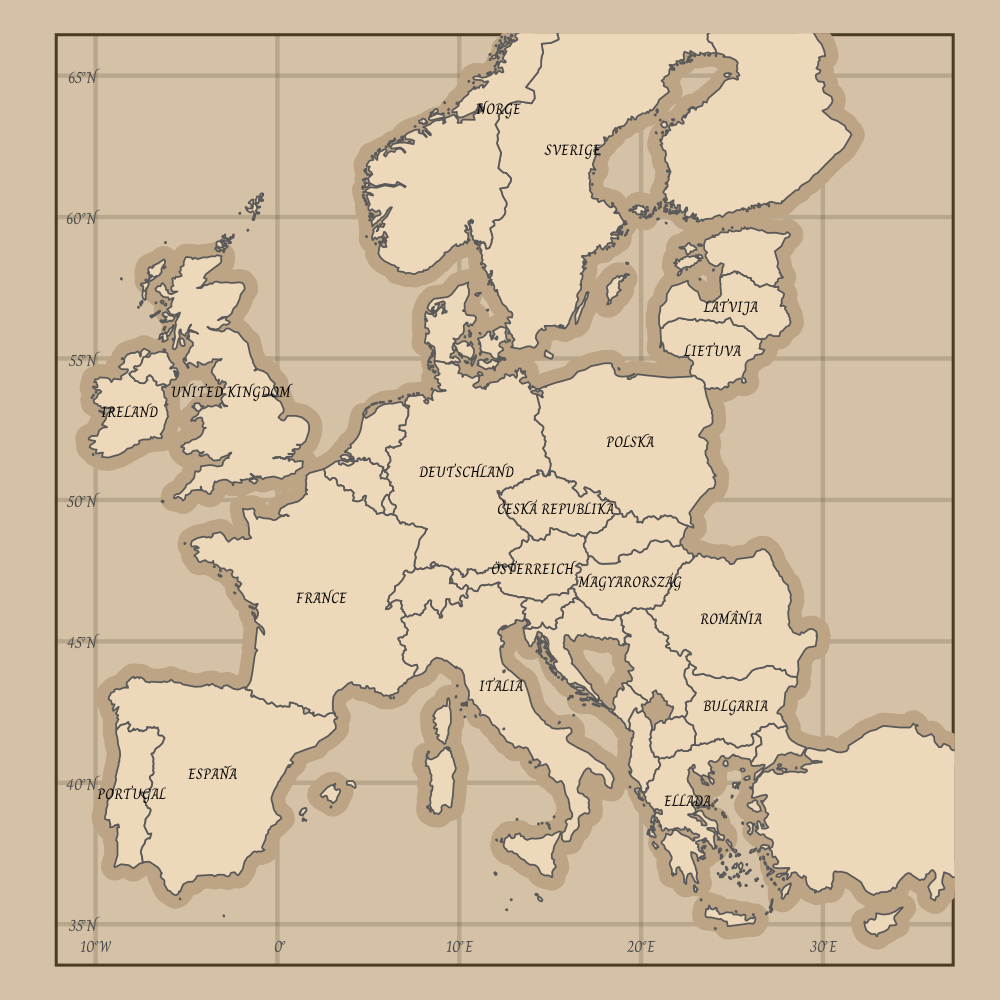 65°N
NORGE
SVERIGE
60°N
LATVIJA
LIETUVA
55°N
UNITED KINGDOM
IRELAND
POLSKA
DEUTSCHLAND
50°N
ČESKÁ REPUBLIKA
ÖSTERREICH
MAGYARORSZÁG
FRANCE
ROMÂNIA
45°N
ITALIA
BULGARIA
ESPAÑA
40°N
PORTUGAL
ELLADA
35°N
10°W 0° 10°E 20°E 30°E